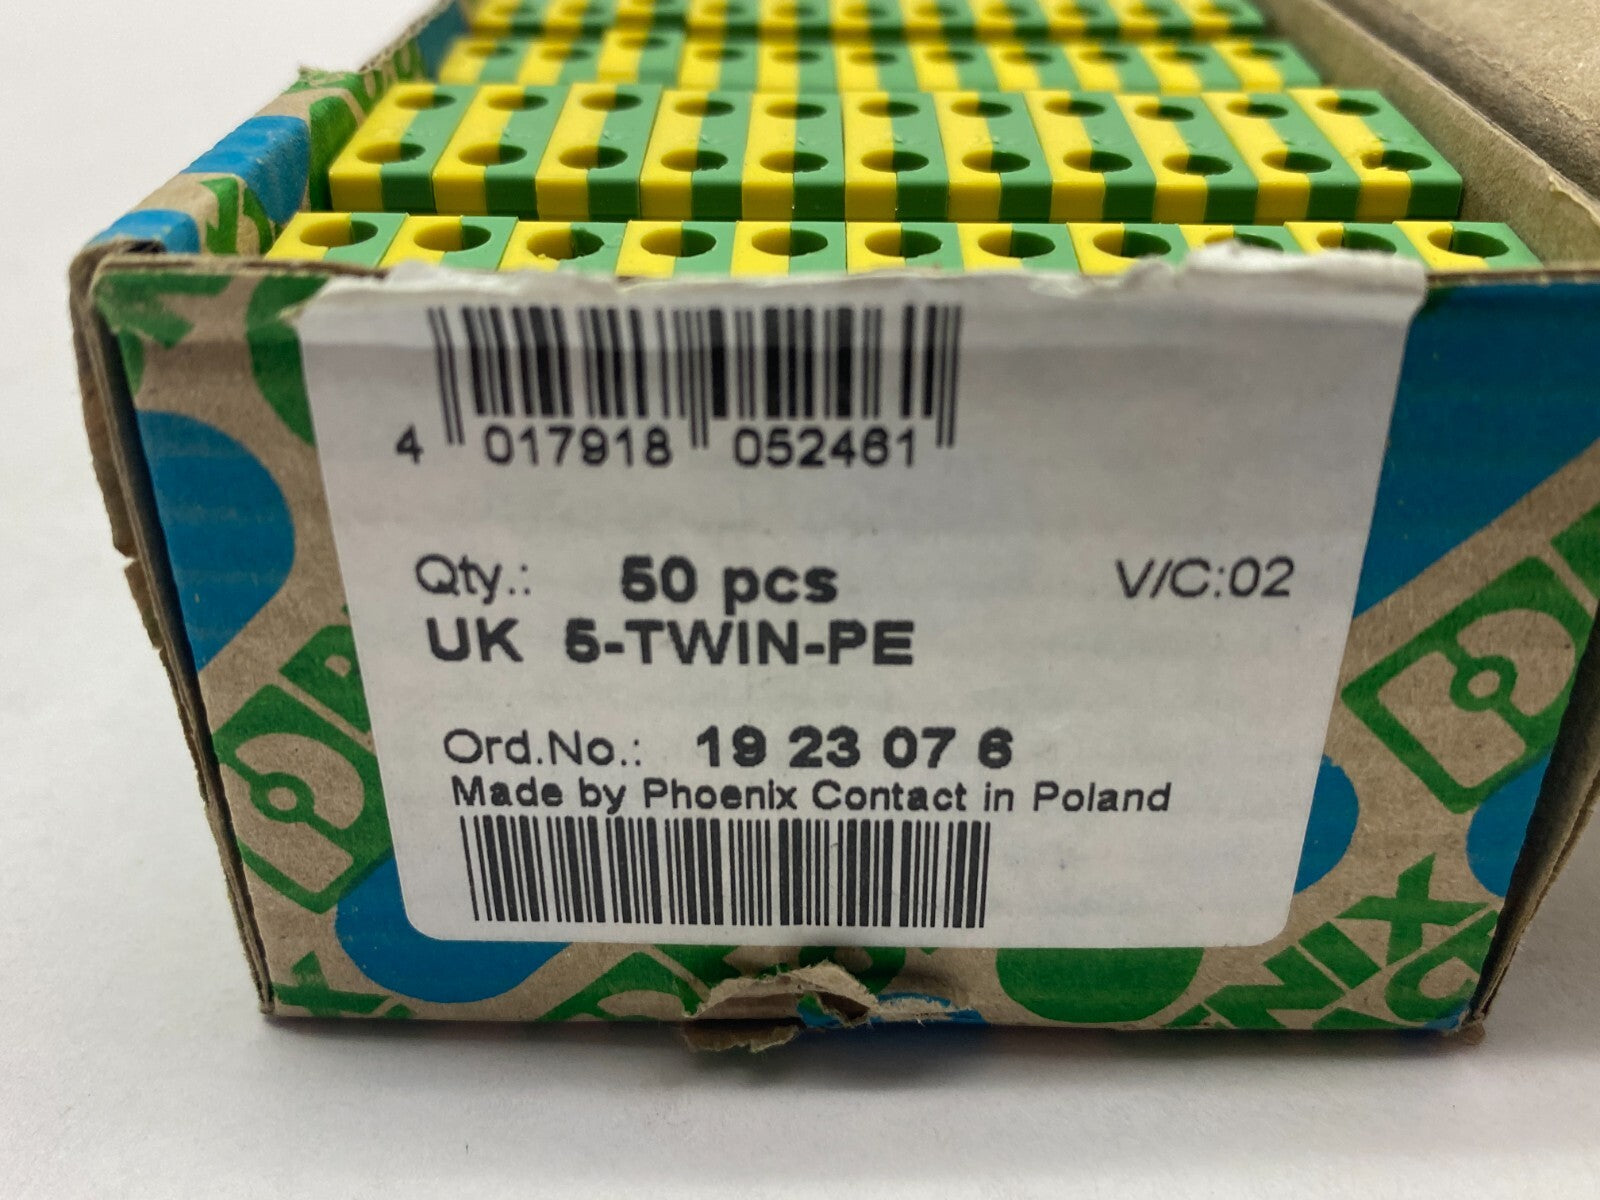 4 017918 052461
Qty.: 50 pcs V/C:02
UK 5-TWIN-PE
Ord.No.: 19 23 07 6
Made by Phoenix Contact in Poland